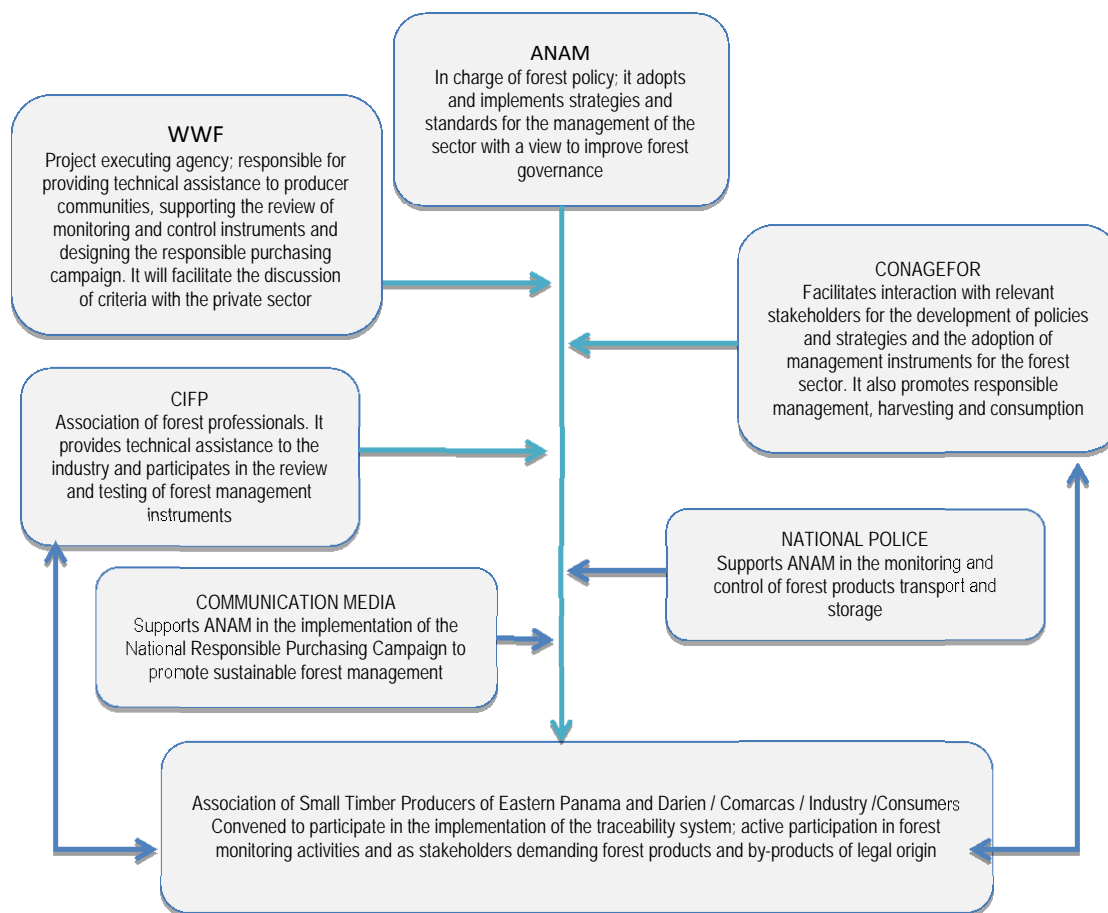 ANAM
In charge of forest policy; it adopts
and implements strategies and
standards for the management of the
sector with a view to improve forest
governance
WWF
Project executing agency; responsible for
providing technical assistance to producer
communities, supporting the review of
monitoring and control instruments and
designing the responsible purchasing
campaign. It will facilitate the discussion
of criteria with the private sector
CONAGEFOR
Facilitates interaction with relevant
stakeholders for the development of policies
and strategies and the adoption of
management instruments for the forest
sector. It also promotes responsible
management, harvesting and consumption
CIFP
Association of forest professionals. It
provides technical assistance to the
industry and participates in the review
and testing of forest management
instruments
NATIONAL POLICE
Supports ANAM in the monitoring and
control of forest products transport and
storage
COMMUNICATION MEDIA
Supports ANAM in the implementation of the
National Responsible Purchasing Campaign to
promote sustainable forest management
Association of Small Timber Producers of Eastern Panama and Darien / Comarcas / Industry /Consumers
Convened to participate in the implementation of the traceability system; active participation in forest
monitoring activities and as stakeholders demanding forest products and by-products of legal origin